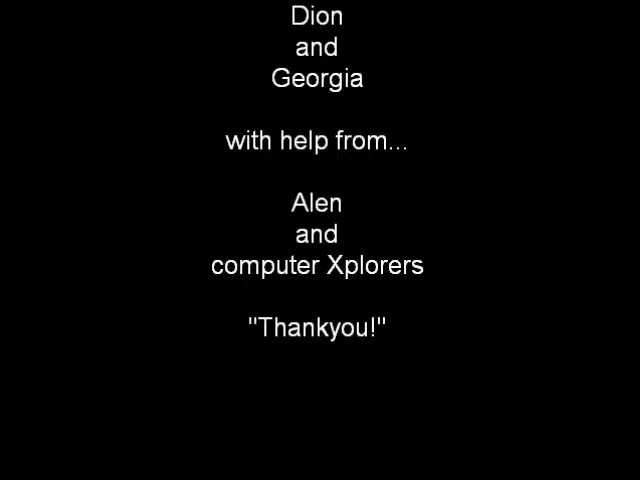 Dion
and
Georgia
with help from...
Alen
and
computer Xplorers
"Thankyou!"